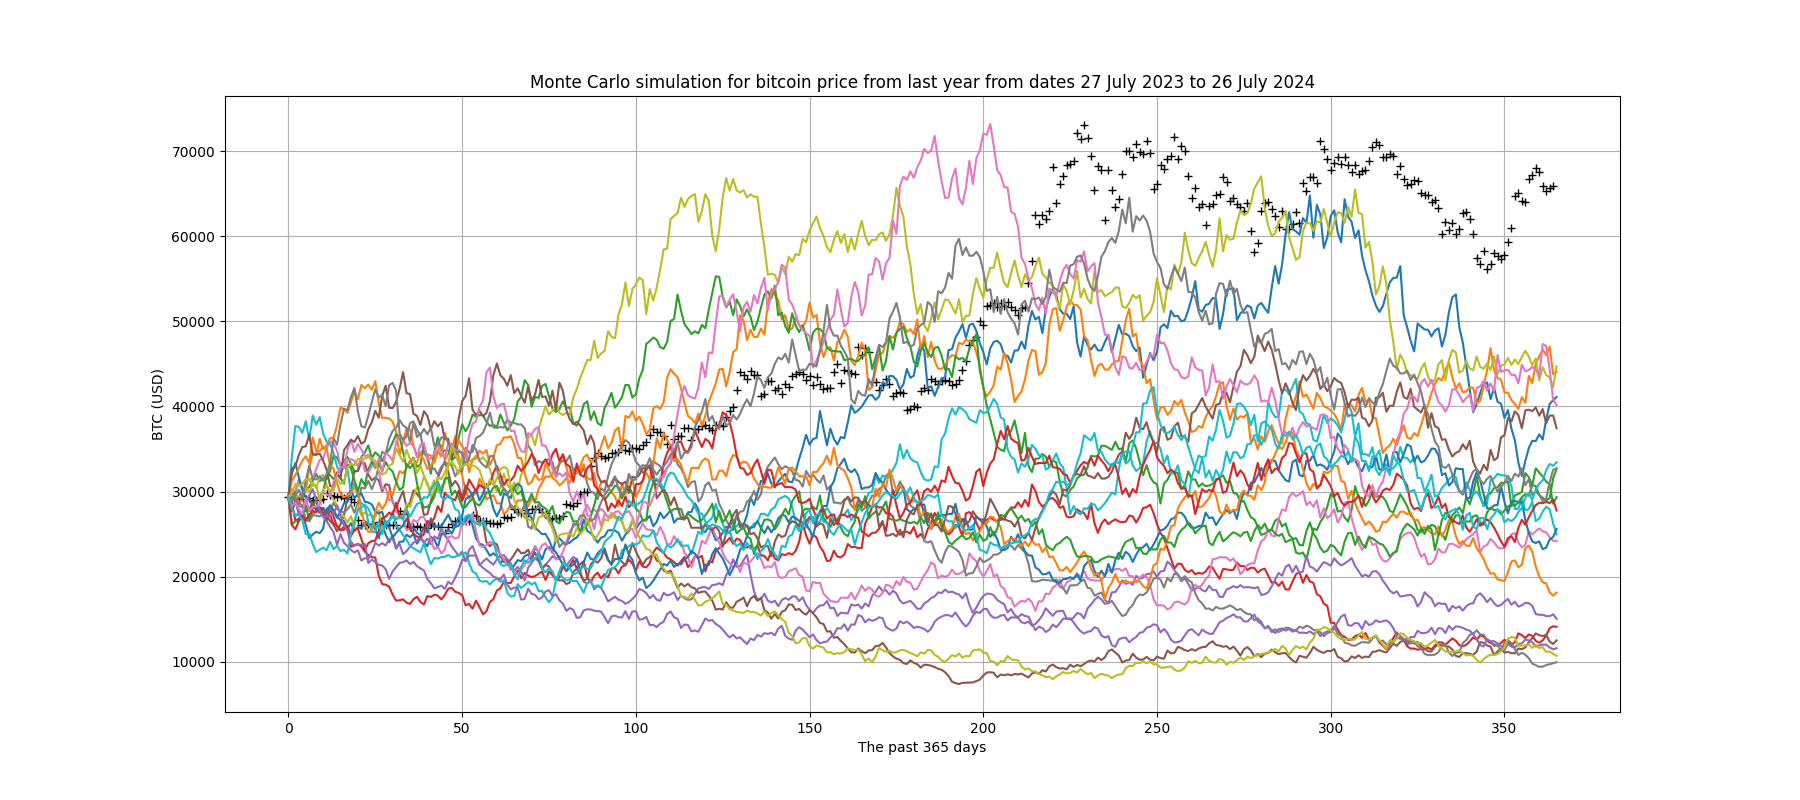 Monte Carlo simulation for bitcoin price from last year from dates 27 July 2023 to 26 July 2024
BTC (USD)
70000
60000
50000
40000
30000
20000
10000
0 50 100 150 200 250 300 350
The past 365 days